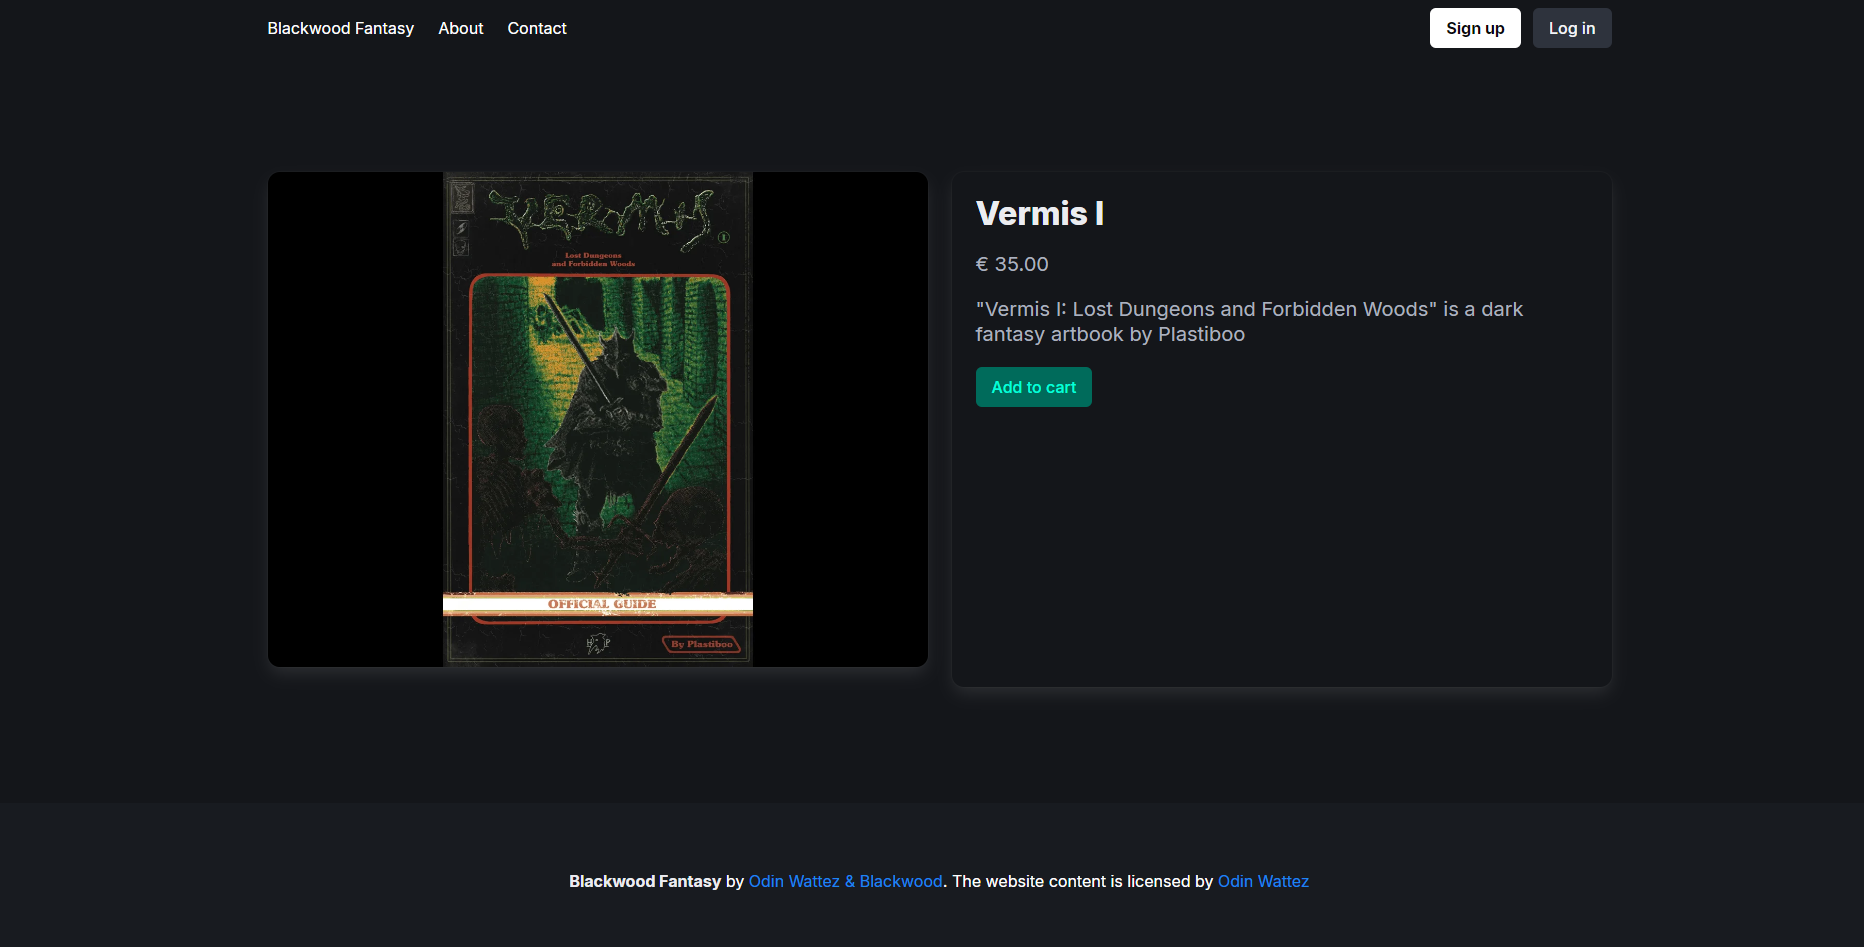 Blackwood Fantasy About Contact Sign up Log in
VERMIS
1
Lost Dungeons
and Forbidden Woods
OFFICIAL GUIDE
H P
By Plastiboo
Vermis I
€ 35.00
"Vermis I: Lost Dungeons and Forbidden Woods" is a dark
fantasy artbook by Plastiboo
Add to cart
Blackwood Fantasy by Odin Wattez & Blackwood. The website content is licensed by Odin Wattez